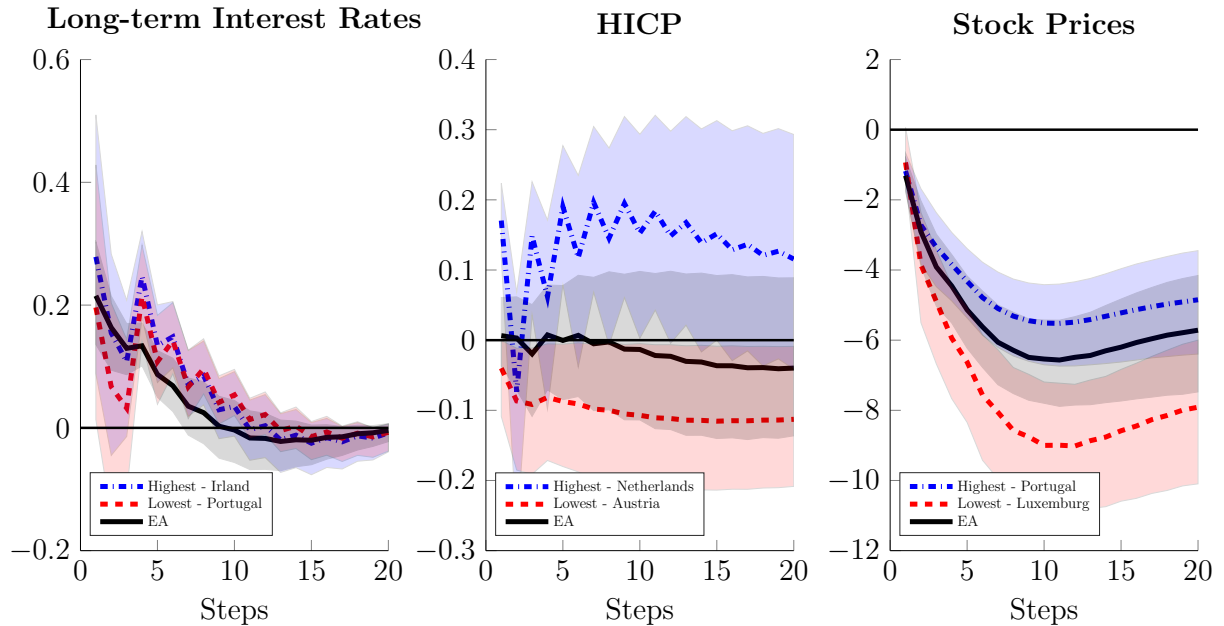 Long-term Interest Rates
0.6
0.4
0.2
0
−0.2
0
5
10
15
20
Steps
Highest - Irland
Lowest - Portugal
EA
HICP
0.4
0.3
0.2
0.1
0
−0.1
−0.2
−0.3
0
5
10
15
20
Steps
Highest - Netherlands
Lowest - Austria
EA
Stock Prices
2
0
−2
−4
−6
−8
−10
−12
0
5
10
15
20
Steps
Highest - Portugal
Lowest - Luxemburg
EA